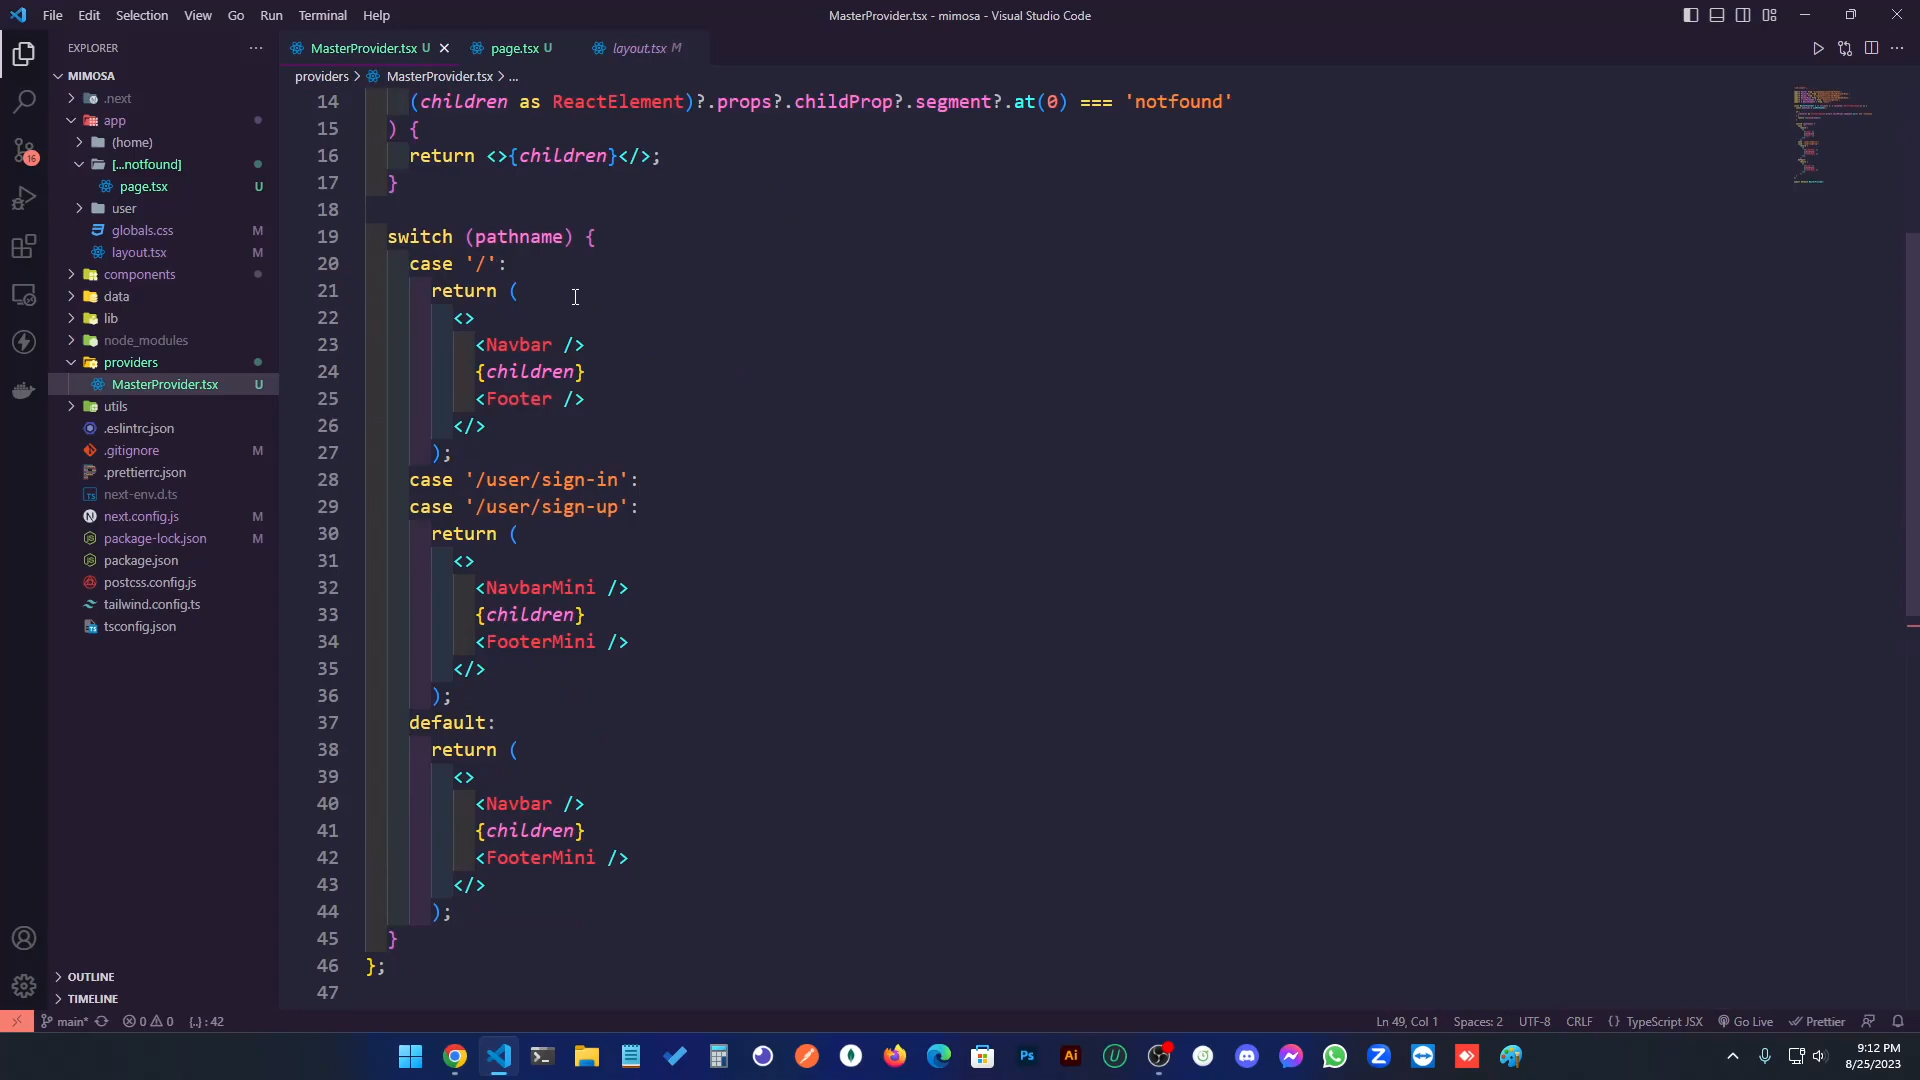 File Edit Selection View Go Run Terminal Help
MasterProvider.tsx - mimosa - Visual Studio Code
EXPLORER
MasterProvider.tsx U
page.tsx U
layout.tsx M
providers > MasterProvider.tsx > ...
MIMOSA
.next
app
(home)
[...notfound]
page.tsx U
user
globals.css M
layout.tsx M
components
data
lib
node_modules
providers
MasterProvider.tsx U
utils
.eslintrc.json
.gitignore M
.prettierrc.json
next-env.d.ts
next.config.js M
package-lock.json M
package.json
postcss.config.js
tailwind.config.ts
tsconfig.json
OUTLINE
TIMELINE
16
14 (children as ReactElement)?.props?.childProp?.segment?.at(0) === 'notfound'
15 ) {
16 return <>{children}</>;
17 }
18
19 switch (pathname) {
20 case '/':
21 return (
22 <>
23 <Navbar />
24 {children}
25 <Footer />
26 </>
27 );
28 case '/user/sign-in':
29 case '/user/sign-up':
30 return (
31 <>
32 <NavbarMini />
33 {children}
34 <FooterMini />
35 </>
36 );
37 default:
38 return (
39 <>
40 <Navbar />
41 {children}
42 <FooterMini />
43 </>
44 );
45 }
46 };
47
main* 0 0 {..} : 42
Ln 49, Col 1 Spaces: 2 UTF-8 CRLF {} TypeScript JSX Go Live Prettier
Ps Ai
9:12 PM
8/25/2023